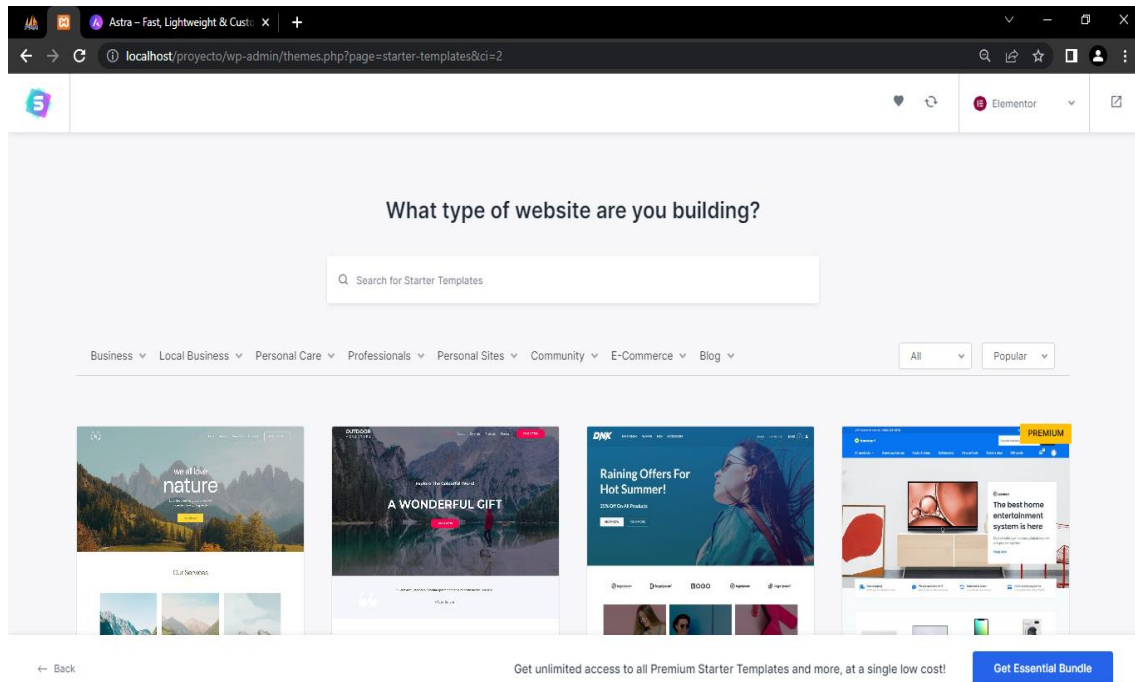 Astra – Fast, Lightweight & Custo
localhost/proyecto/wp-admin/themes.php?page=starter-templates&ci=2
Elementor
What type of website are you building?
Search for Starter Templates
Business Local Business Personal Care Professionals Personal Sites Community E-Commerce Blog All Popular
we all love
nature
Our Services
OUTDOOR
A WONDERFUL GIFT
DNK
Raining Offers For
Hot Summer!
25% Off On All Products
PREMIUM
The best home
entertainment
system is here
← Back Get unlimited access to all Premium Starter Templates and more, at a single low cost! Get Essential Bundle